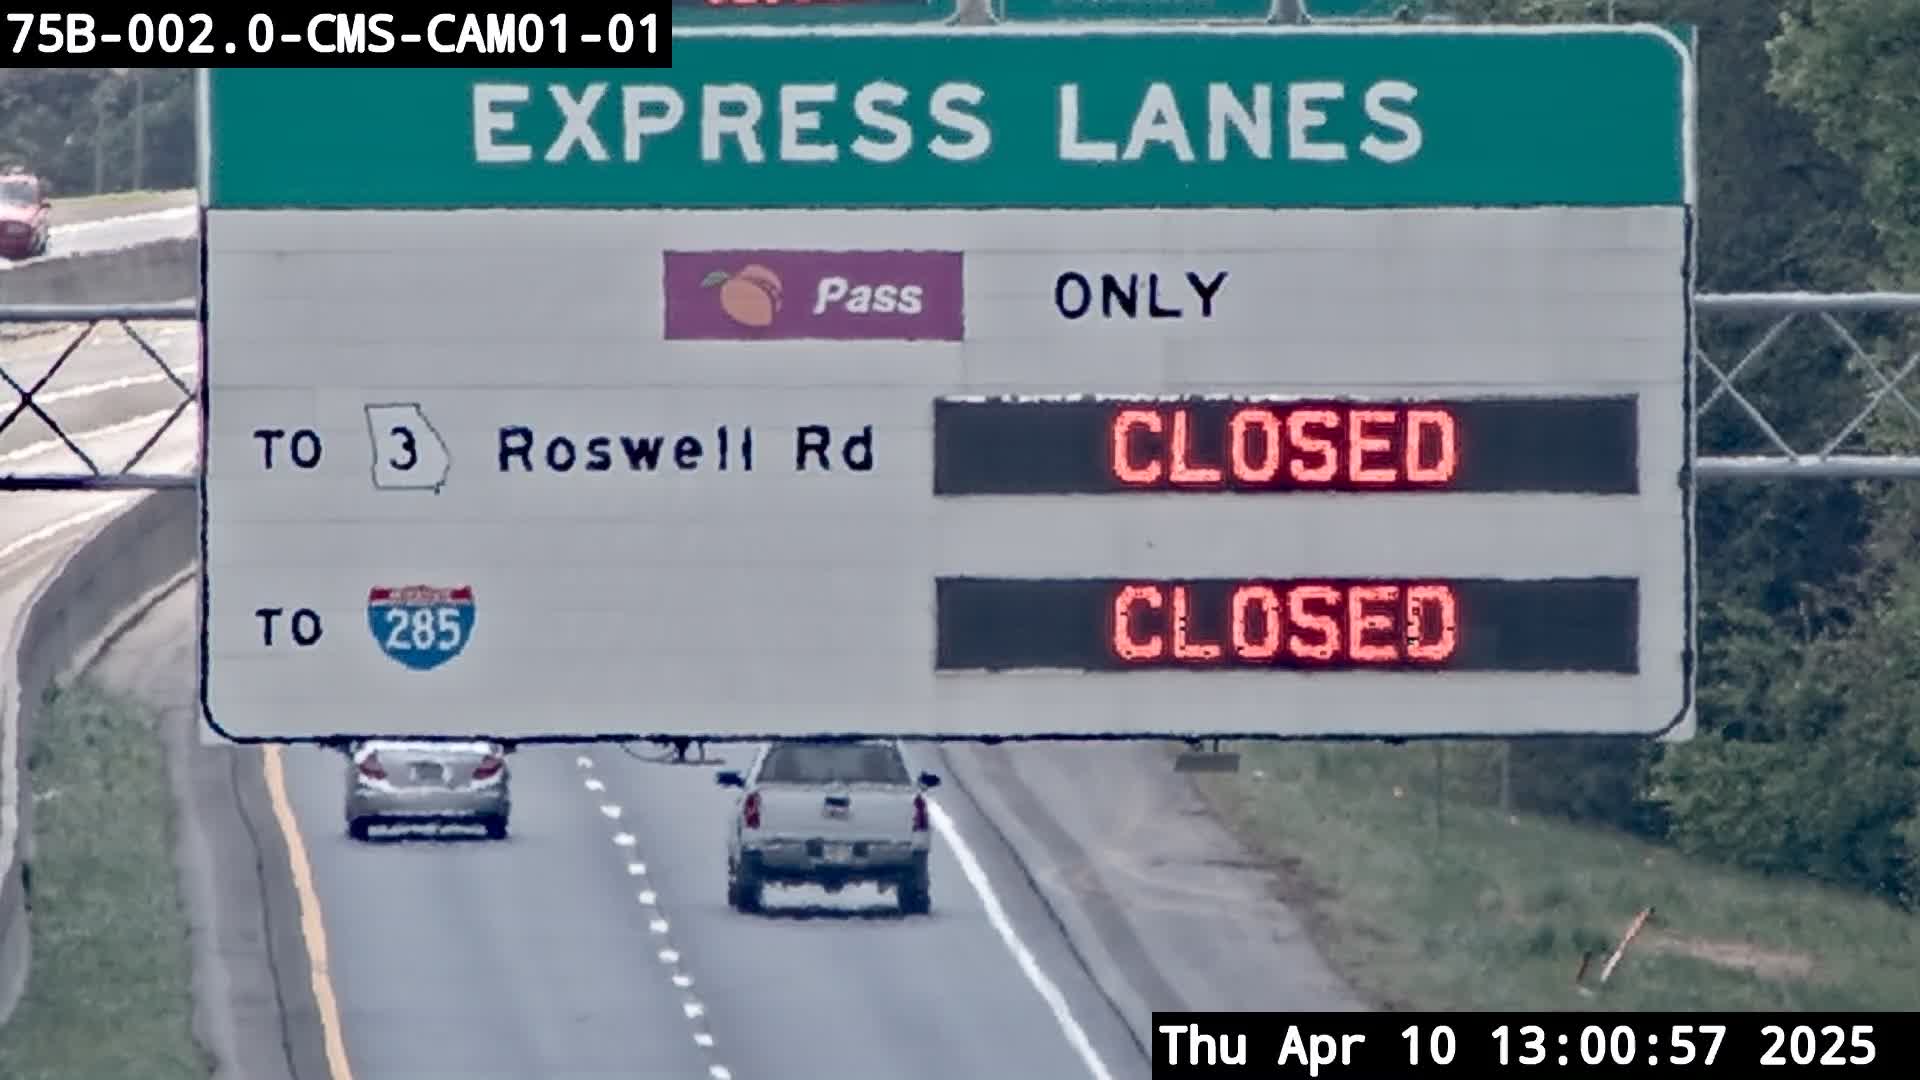 75B-002.0-CMS-CAM01-01
EXPRESS LANES
Pass ONLY
TO 3 Roswell Rd CLOSED
TO 285 CLOSED
Thu Apr 10 13:00:57 2025